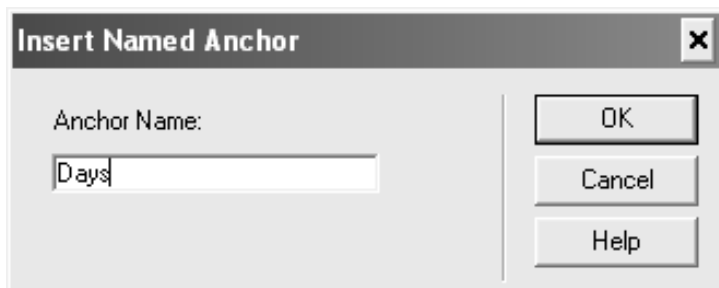 Insert Named Anchor
Anchor Name:
Days
OK
Cancel
Help